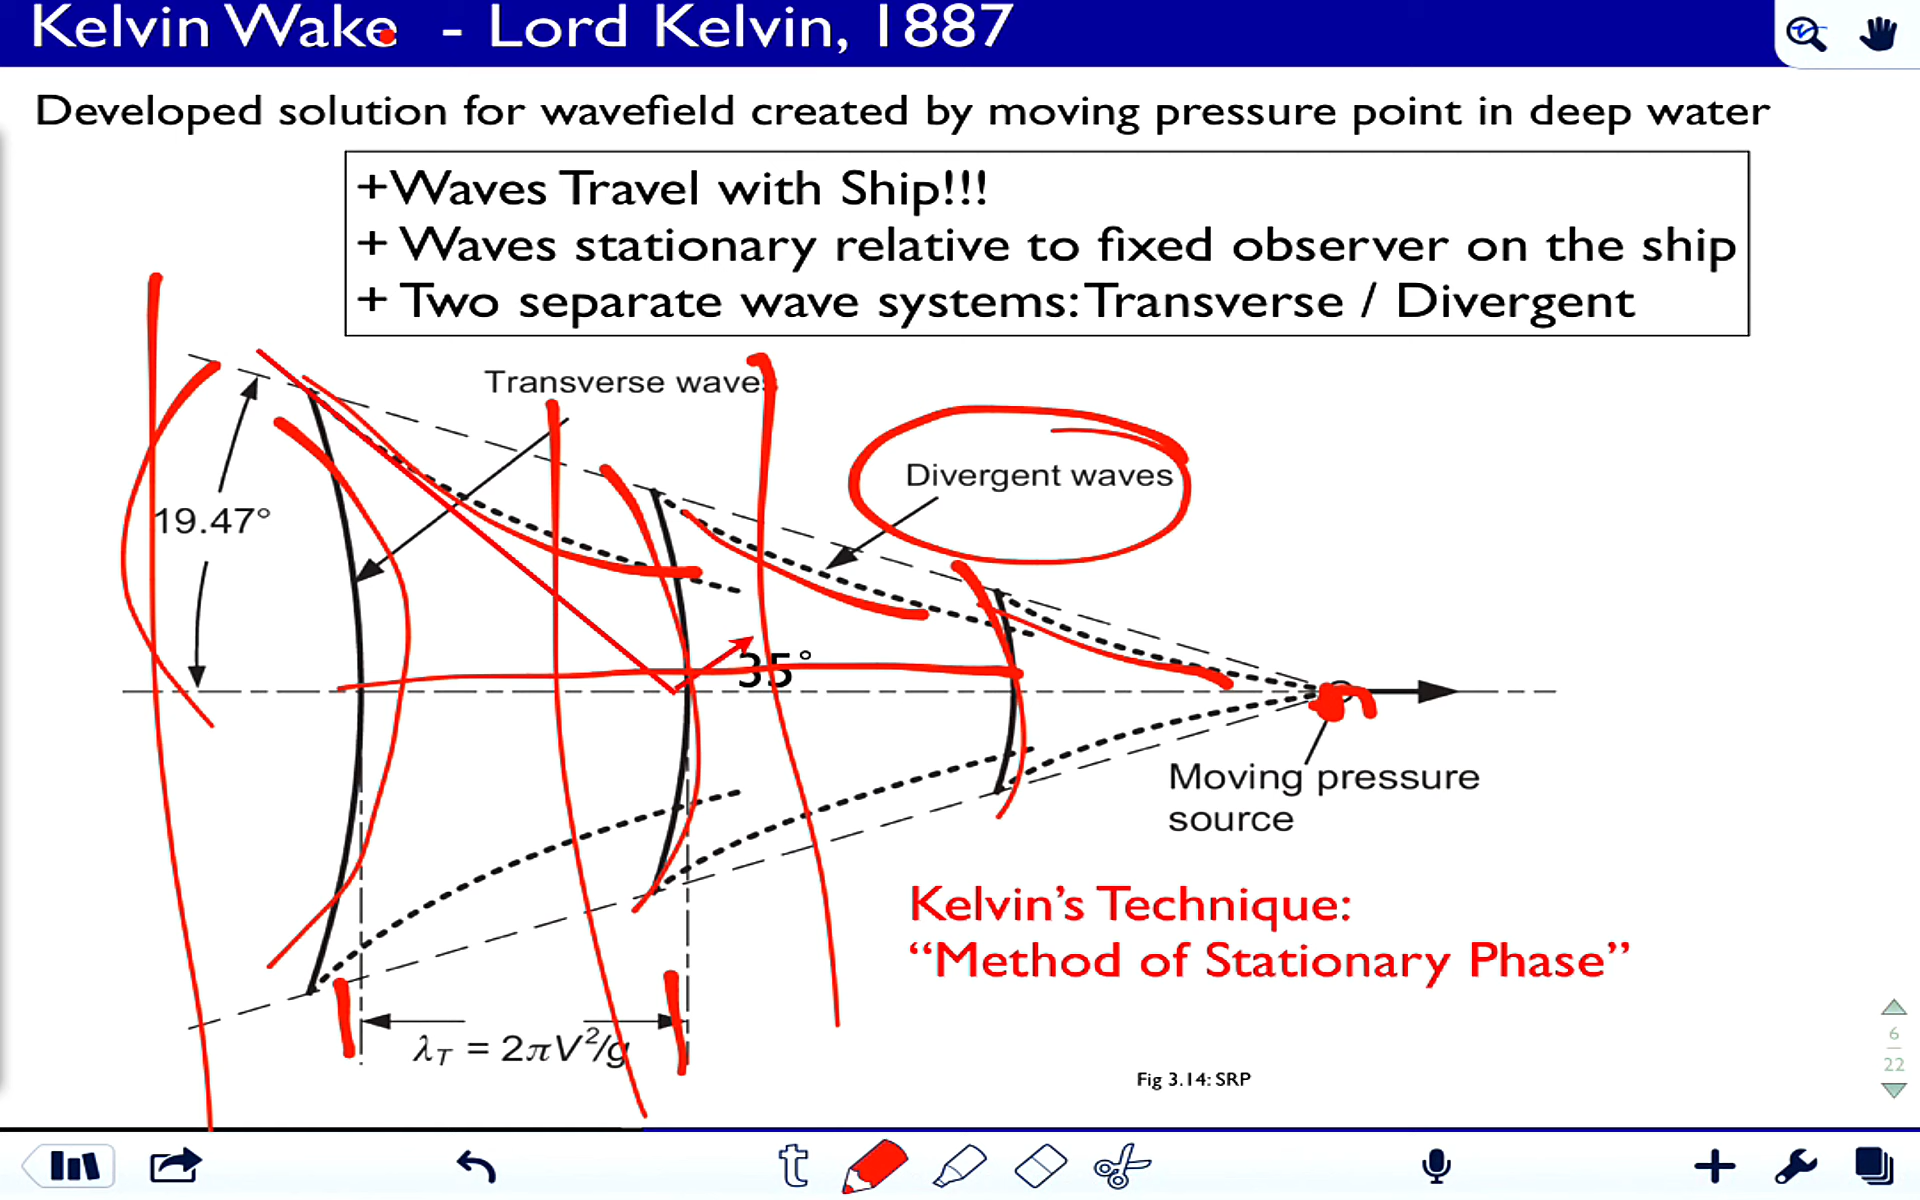 Kelvin Wake - Lord Kelvin, 1887
Developed solution for wavefield created by moving pressure point in deep water
+Waves Travel with Ship!!!
+ Waves stationary relative to fixed observer on the ship
+ Two separate wave systems: Transverse / Divergent
Transverse waves
Divergent waves
19.47°
35°
Moving pressure
source
Kelvin's Technique:
“Method of Stationary Phase”
λT = 2πV²/g
Fig 3.14: SRP
6
22
t